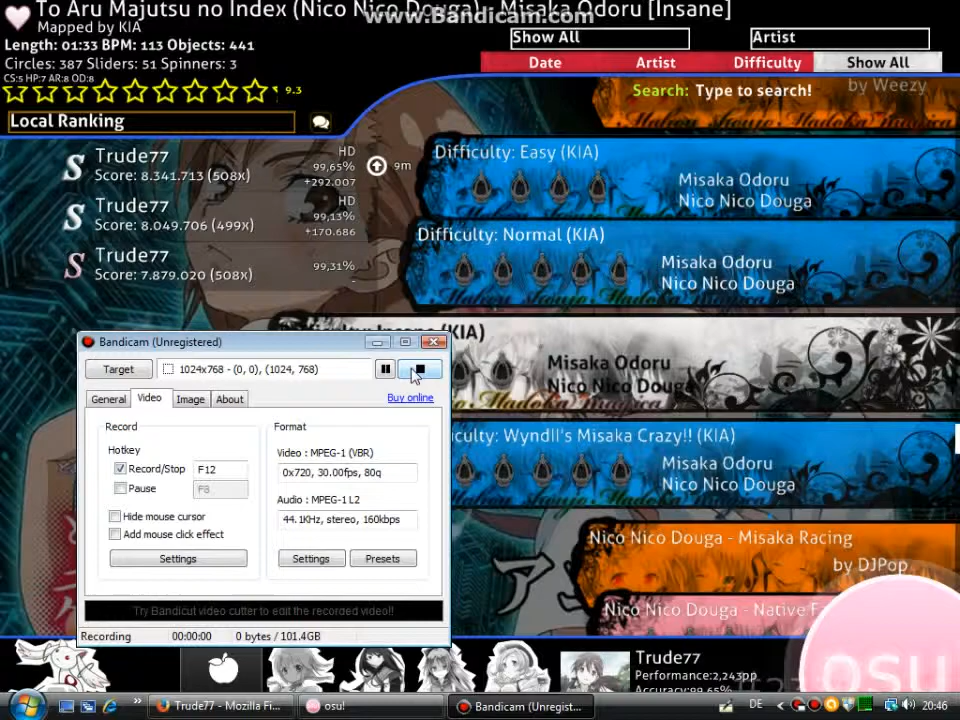 To Aru Majutsu no Index (Nico Nico Douga) - Misaka Odoru [Insane]
www.Bandicam.com
Mapped by KIA
Length: 01:33 BPM: 113 Objects: 441
Circles: 387 Sliders: 51 Spinners: 3
CS:5 HP:7 AR:8 OD:8
9.3
Show All
Artist
Date
Artist
Difficulty
Show All
Search: Type to search!
by Weezy
Local Ranking
Trude77
Score: 8.341.713 (508x)
HD
99,65%
+292.007
9m
Trude77
Score: 8.049.706 (499x)
HD
99,13%
+170.686
Trude77
Score: 7.879.020 (508x)
99,31%
-
Difficulty: Easy (KIA)
Misaka Odoru
Nico Nico Douga
Difficulty: Normal (KIA)
Misaka Odoru
Nico Nico Douga
(KIA)
Misaka Odoru
Nico Nico Douga
culty: Wyndll's Misaka Crazy!! (KIA)
Misaka Odoru
Nico Nico Douga
Nico Nico Douga - Misaka Racing
by DJPop
Nico Nico Douga - Native Fa
Bandicam (Unregistered)
Target
1024x768 - (0, 0), (1024, 768)
General
Video
Image
About
Buy online
Record
Hotkey
Record/Stop
F12
Pause
F8
Hide mouse cursor
Add mouse click effect
Settings
Format
Video : MPEG-1 (VBR)
0x720, 30.00fps, 80q
Audio : MPEG-1 L2
44.1KHz, stereo, 160kbps
Settings
Presets
Try Bandicut video cutter to edit the recorded video!!
Recording
00:00:00
0 bytes / 101.4GB
Trude77
Performance:2,243pp
Accuracy:99.65%
osu
Trude77 - Mozilla Fi...
osu!
Bandicam (Unregist...
DE
20:46